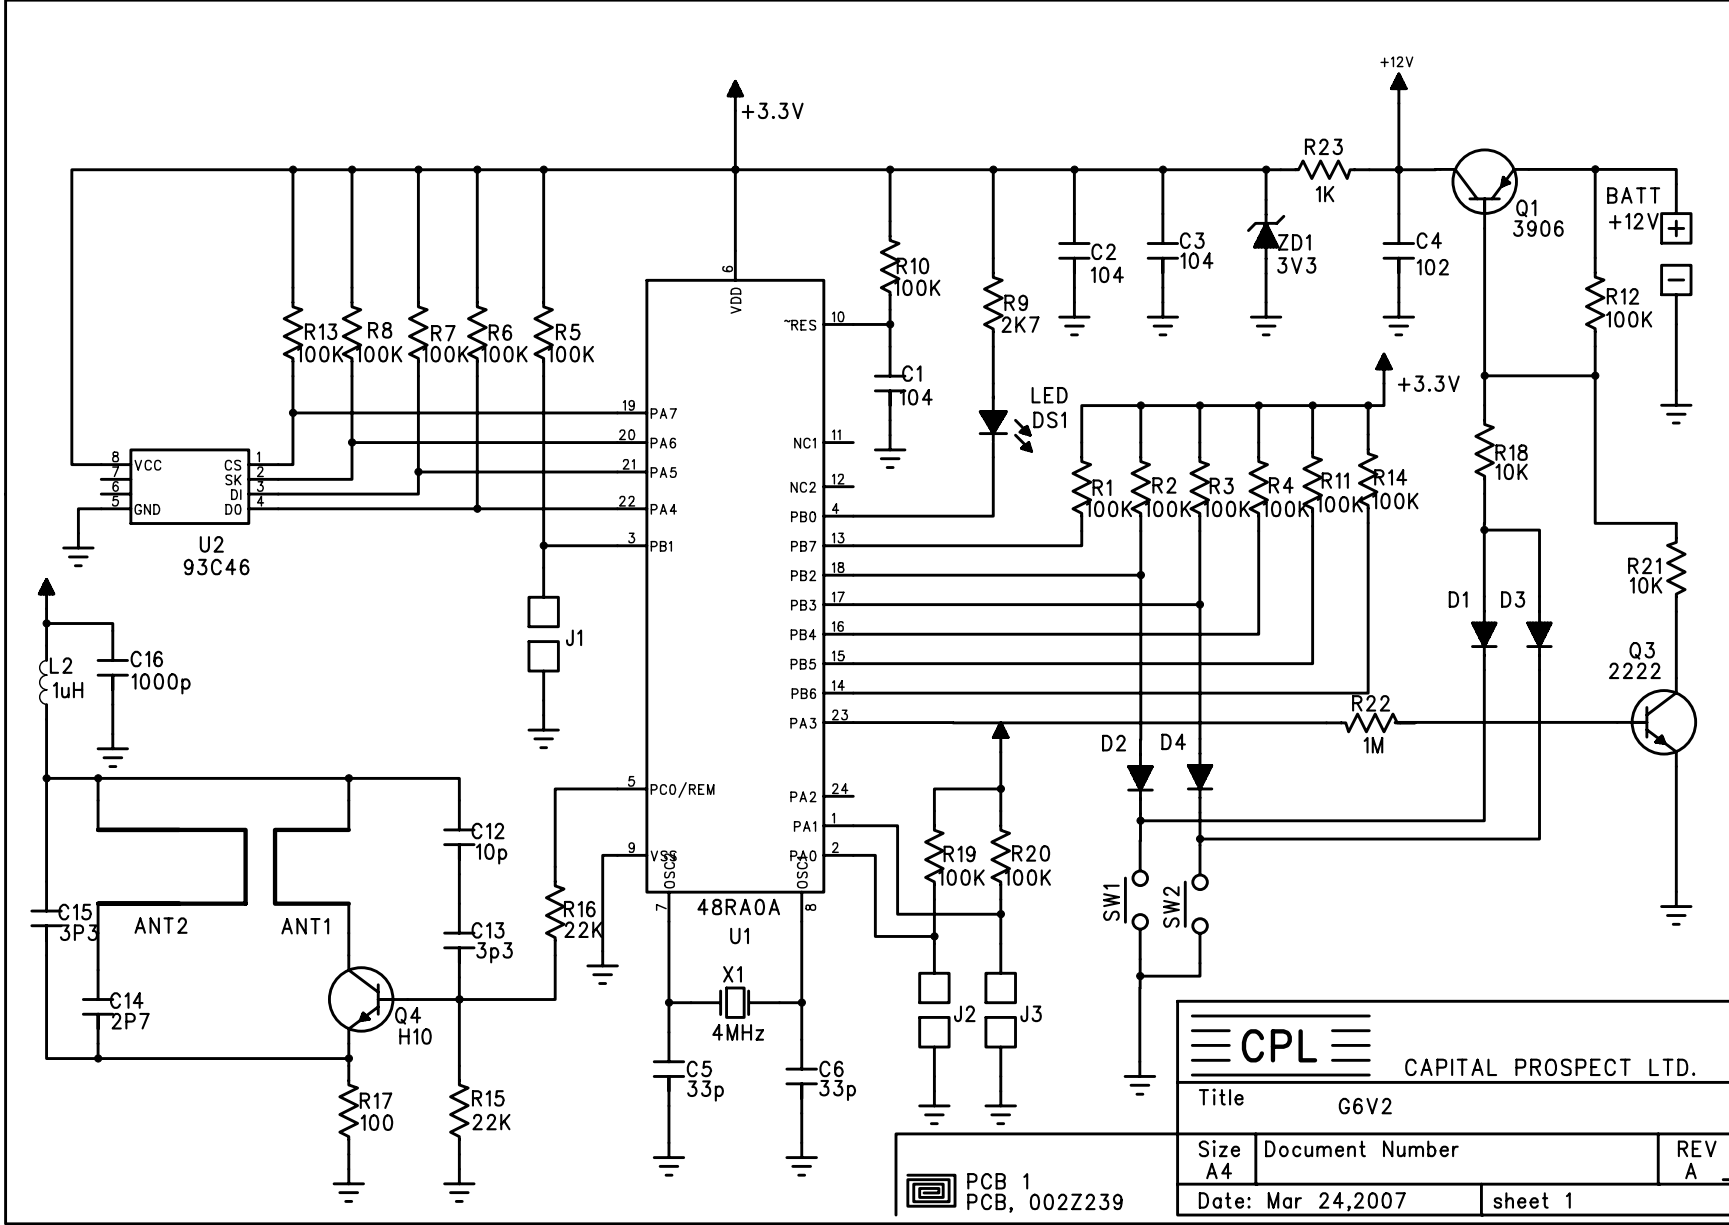 +12V
+3.3V
R23
1K
Q1
3906
BATT
+12V
+
-
R10
100K
R9
2K7
C2
104
C3
104
ZD1
3V3
C4
102
R12
100K
R13
100K
R8
100K
R7
100K
R6
100K
R5
100K
6
VDD
~RES 10
C1
104
LED
DS1
+3.3V
19 PA7
20 PA6
21 PA5
22 PA4
3 PB1
NC1 11
NC2 12
PB0 4
PB7 13
PB2 18
PB3 17
PB4 16
PB5 15
PB6 14
PA3 23
R1
100K
R2
100K
R3
100K
R4
100K
R11
100K
R14
100K
R18
10K
8 VCC CS 1
7 SK 2
6 DI 3
5 GND DO 4
U2
93C46
R21
10K
D1 D3
Q3
2222
J1
L2
1uH
C16
1000p
R22
1M
D2 D4
5 PC0/REM
PA2 24
PA1 1
PA0 2
9 VSS
OSC2
OSC1
7
8
48RA0A
U1
C12
10p
C13
3p3
R16
22K
R19
100K
R20
100K
SW1
SW2
C15
3P3
ANT2
ANT1
C14
2P7
Q4
H10
X1
4MHz
J2
J3
C5
33p
C6
33p
R17
100
R15
22K
CPL
CAPITAL PROSPECT LTD.
Title
G6V2
Size
A4
Document Number
REV
A
Date: Mar 24,2007
sheet 1
PCB 1
PCB, 002Z239